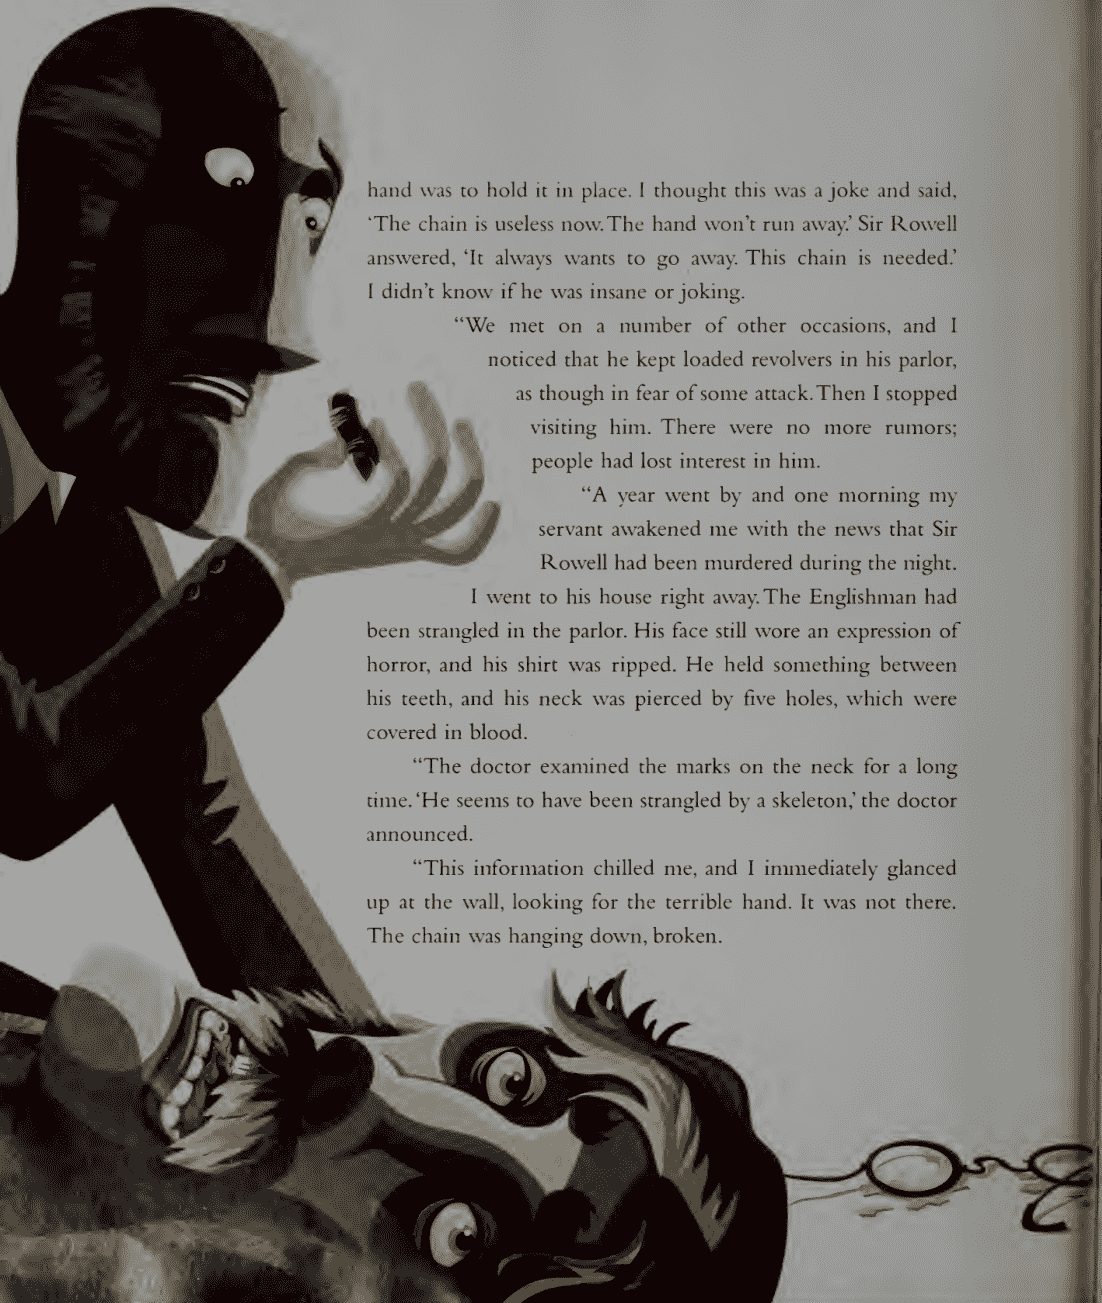 hand was to hold it in place. I thought this was a joke and said,
‘The chain is useless now. The hand won’t run away.’ Sir Rowell
answered, ‘It always wants to go away. This chain is needed.’
I didn’t know if he was insane or joking.
“We met on a number of other occasions, and I
noticed that he kept loaded revolvers in his parlor,
as though in fear of some attack. Then I stopped
visiting him. There were no more rumors;
people had lost interest in him.
“A year went by and one morning my
servant awakened me with the news that Sir
Rowell had been murdered during the night.
I went to his house right away. The Englishman had
been strangled in the parlor. His face still wore an expression of
horror, and his shirt was ripped. He held something between
his teeth, and his neck was pierced by five holes, which were
covered in blood.
“The doctor examined the marks on the neck for a long
time. ‘He seems to have been strangled by a skeleton,’ the doctor
announced.
“This information chilled me, and I immediately glanced
up at the wall, looking for the terrible hand. It was not there.
The chain was hanging down, broken.